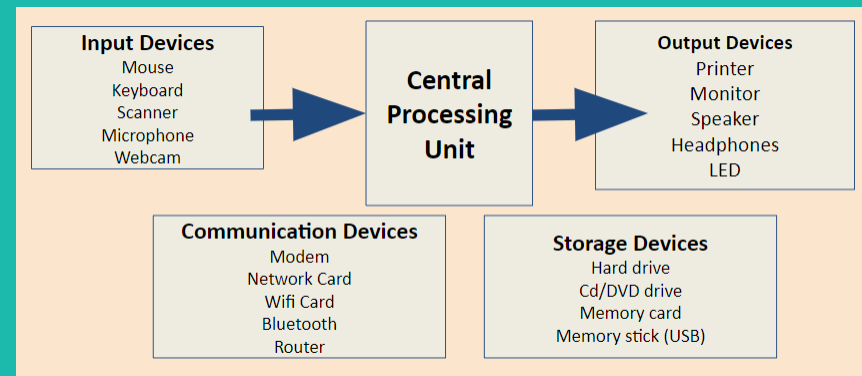 Input Devices
Mouse
Keyboard
Scanner
Microphone
Webcam
Central
Processing
Unit
Output Devices
Printer
Monitor
Speaker
Headphones
LED
Communication Devices
Modem
Network Card
Wifi Card
Bluetooth
Router
Storage Devices
Hard drive
Cd/DVD drive
Memory card
Memory stick (USB)